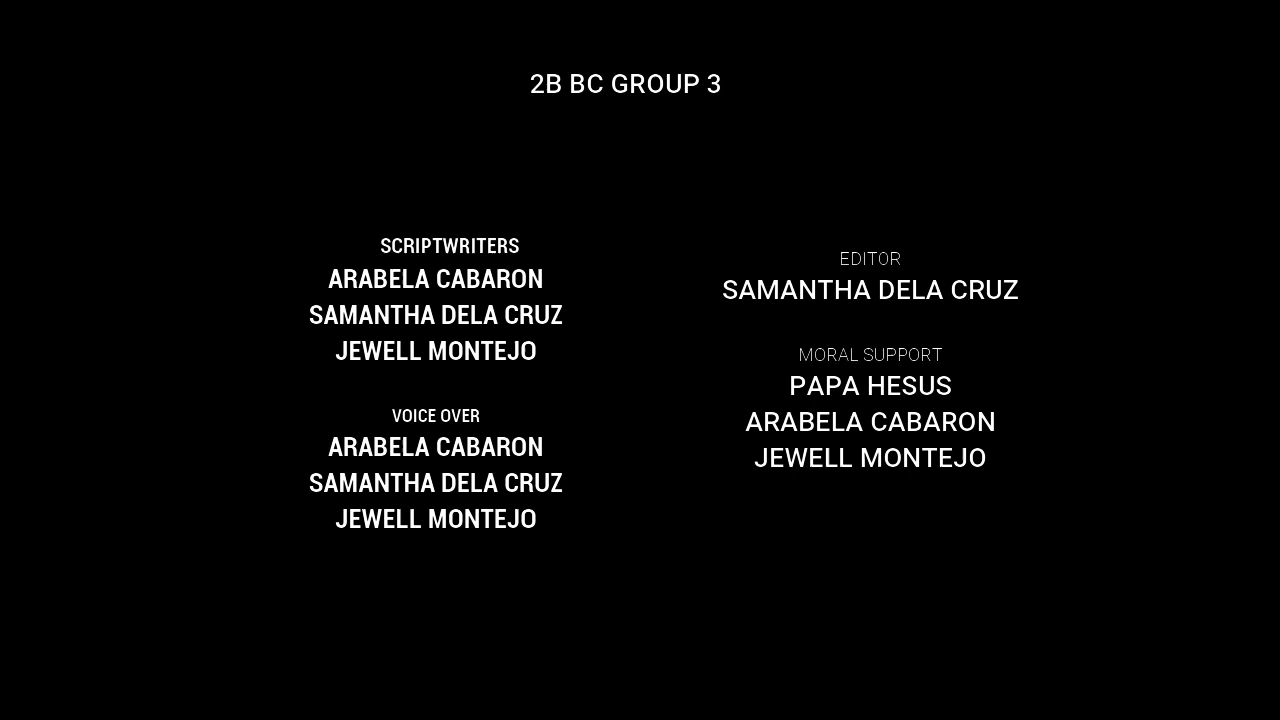 2B BC GROUP 3
SCRIPTWRITERS
ARABELA CABARON
SAMANTHA DELA CRUZ
JEWELL MONTEJO
VOICE OVER
ARABELA CABARON
SAMANTHA DELA CRUZ
JEWELL MONTEJO
EDITOR
SAMANTHA DELA CRUZ
MORAL SUPPORT
PAPA HESUS
ARABELA CABARON
JEWELL MONTEJO